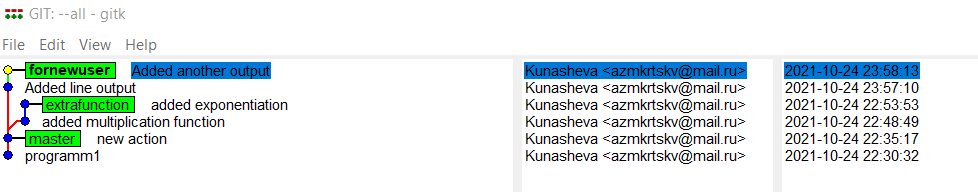 GIT: --all - gitk
File Edit View Help
fornewuser Added another output Kunasheva <azmkrtskv@mail.ru> 2021-10-24 23:58:13
Added line output Kunasheva <azmkrtskv@mail.ru> 2021-10-24 23:57:10
extrafunction added exponentiation Kunasheva <azmkrtskv@mail.ru> 2021-10-24 22:53:53
added multiplication function Kunasheva <azmkrtskv@mail.ru> 2021-10-24 22:48:49
master new action Kunasheva <azmkrtskv@mail.ru> 2021-10-24 22:35:17
programm1 Kunasheva <azmkrtskv@mail.ru> 2021-10-24 22:30:32